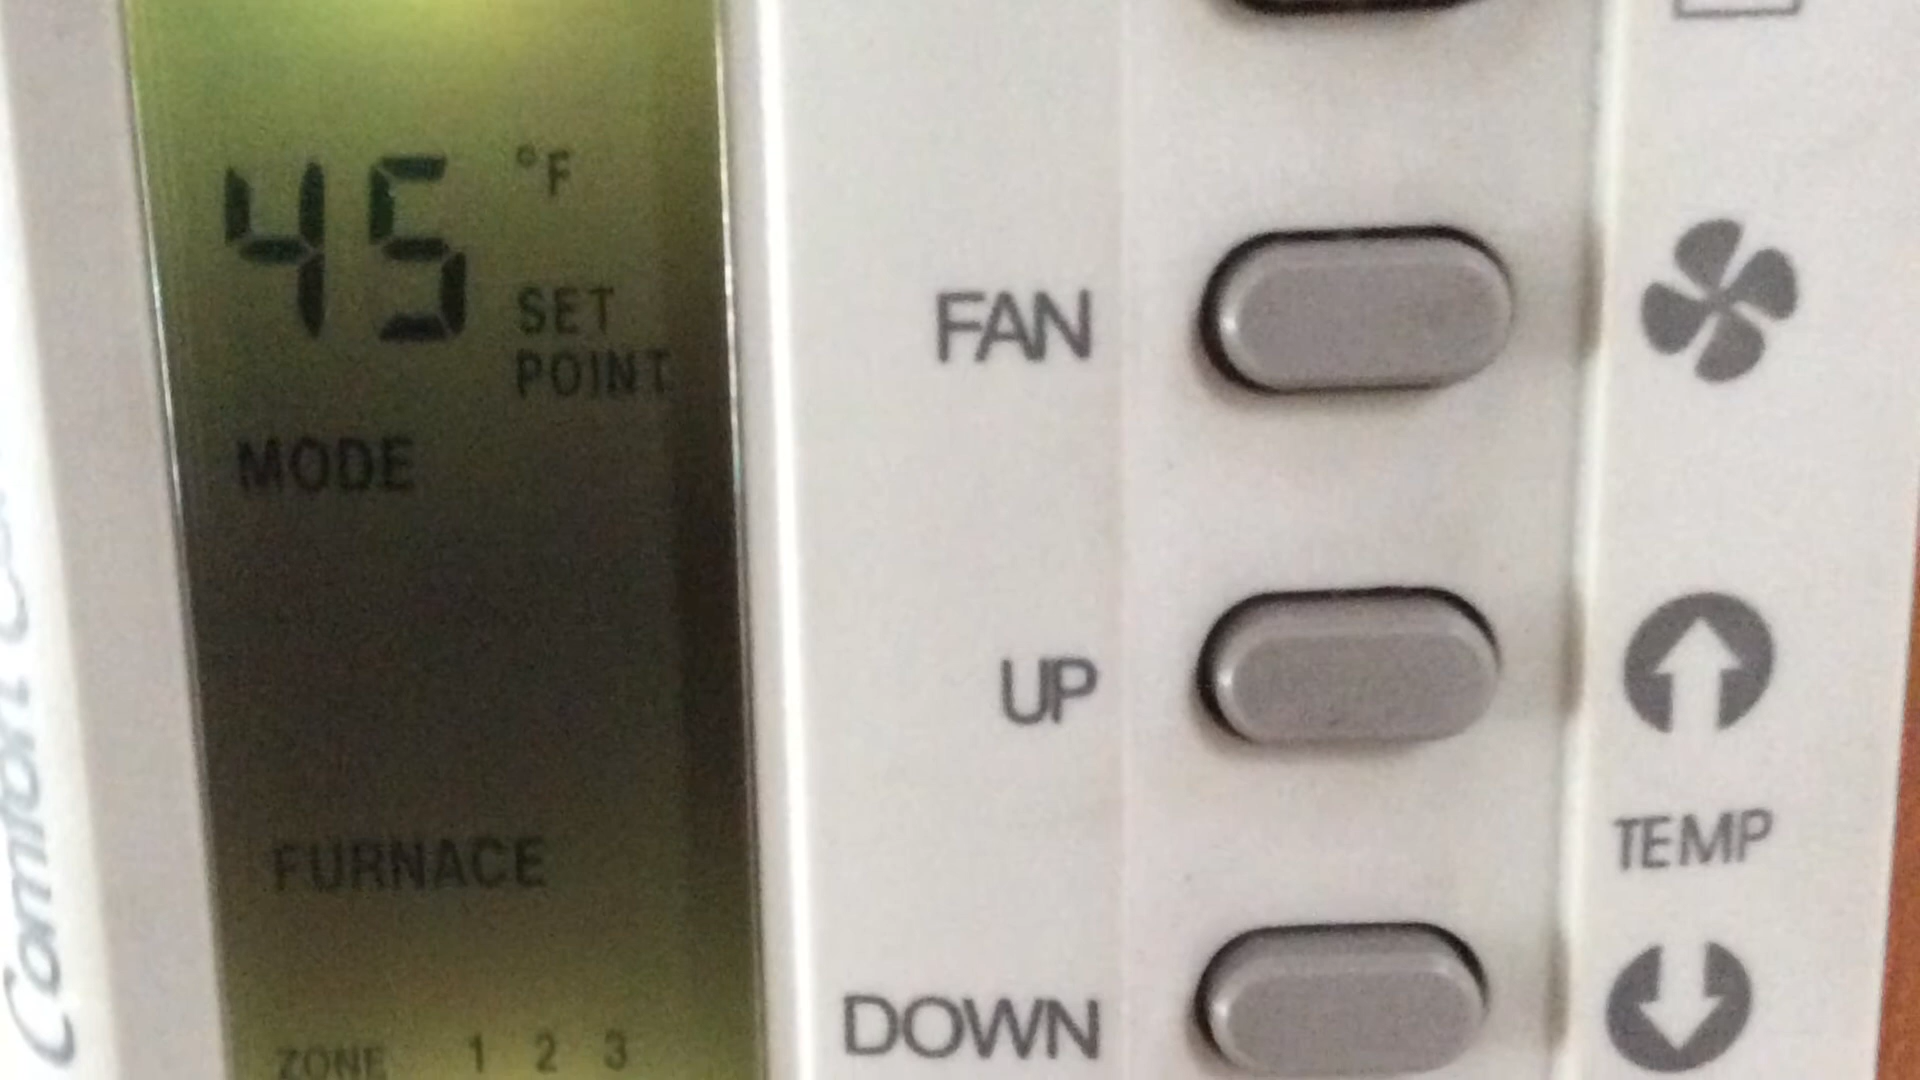 45 °F
SET
POINT
MODE
FURNACE
ZONE 1 2 3
FAN
UP
TEMP
DOWN